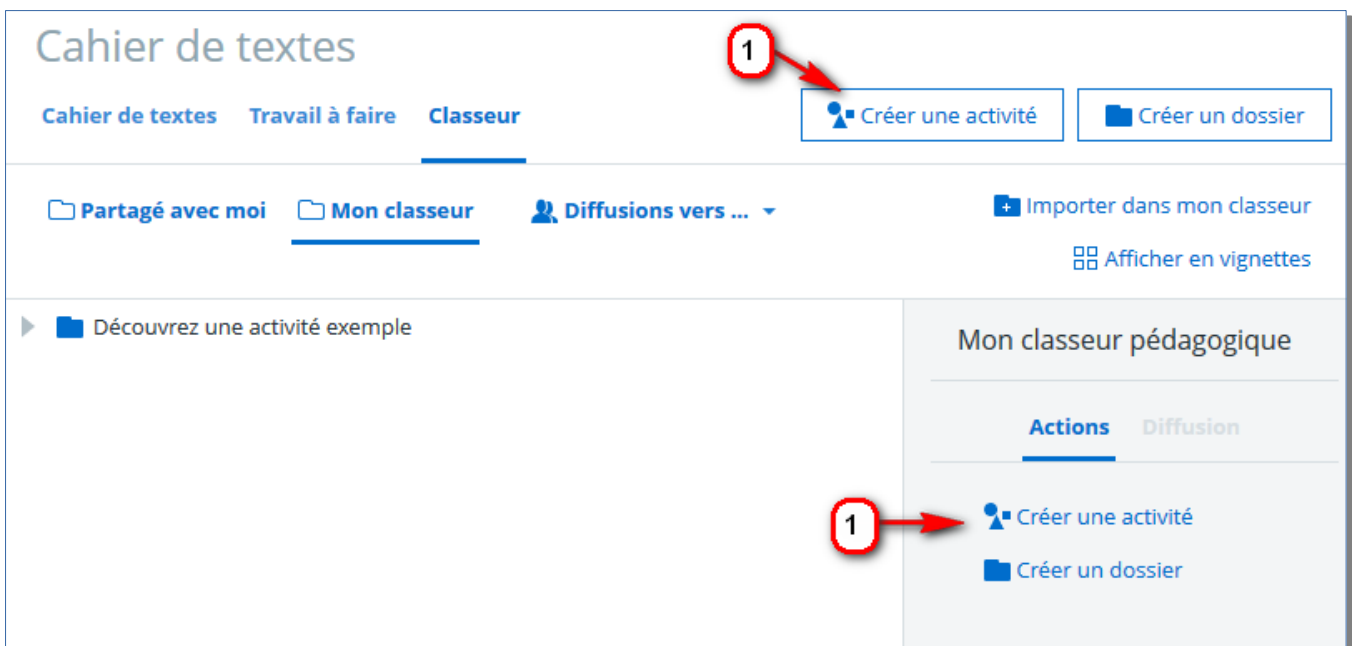 Cahier de textes
1
Cahier de textes Travail à faire Classeur Créer une activité Créer un dossier
Partagé avec moi Mon classeur Diffusions vers ... Importer dans mon classeur
Afficher en vignettes
Découvrez une activité exemple
Mon classeur pédagogique
Actions Diffusion
1 Créer une activité
Créer un dossier